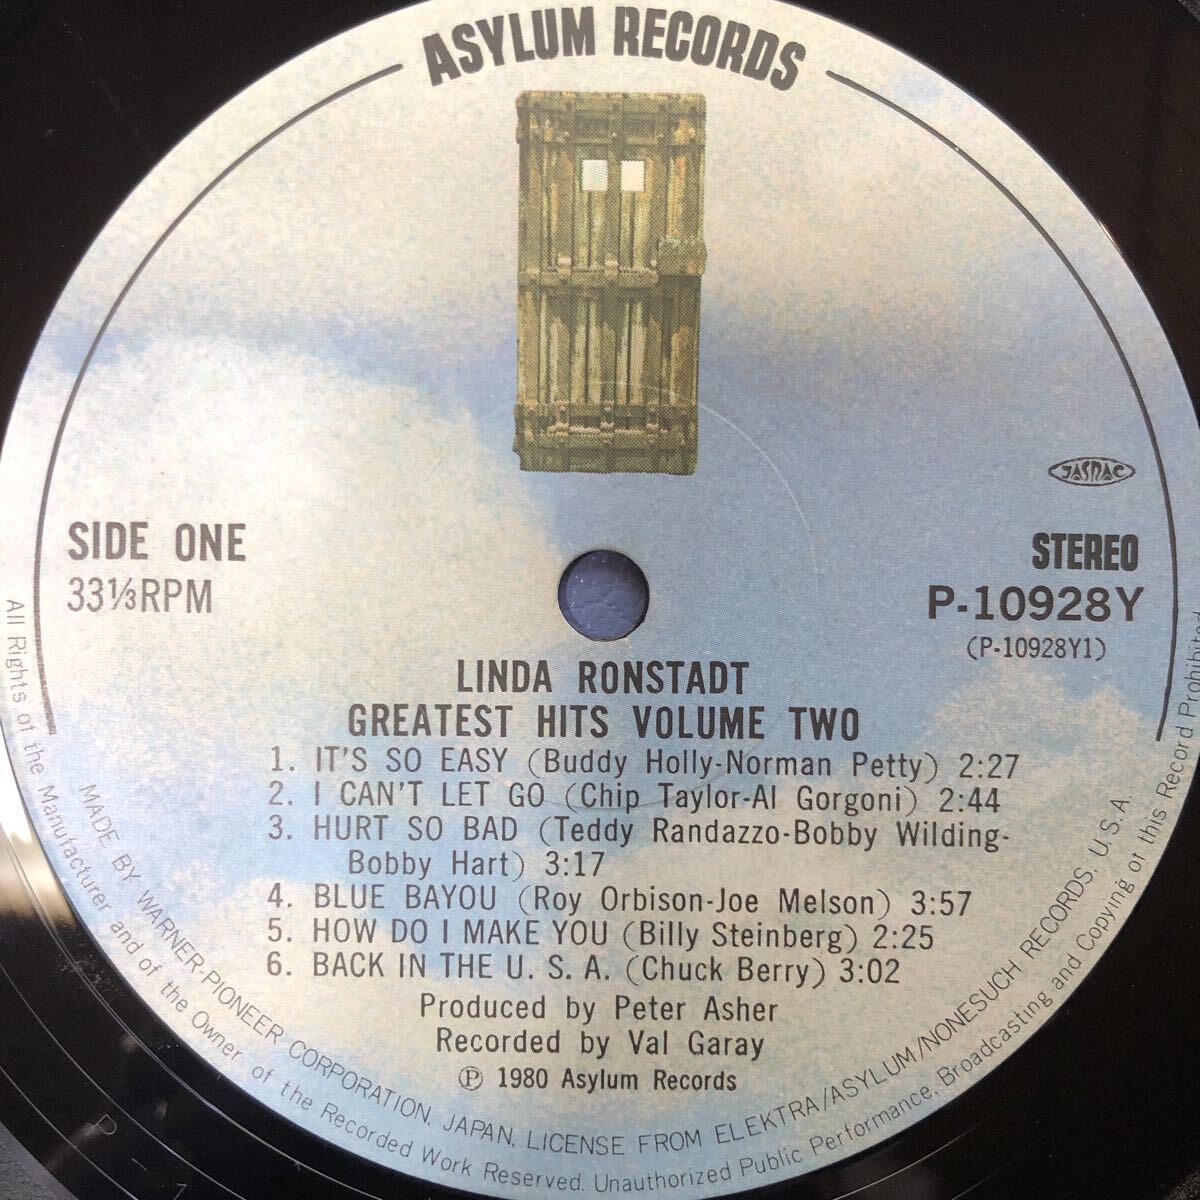 ASYLUM RECORDS
JASRAC
SIDE ONE
33⅓RPM
STEREO
P-10928Y
(P-10928Y1)
LINDA RONSTADT
GREATEST HITS VOLUME TWO
1. IT'S SO EASY (Buddy Holly-Norman Petty) 2:27
2. I CAN'T LET GO (Chip Taylor-Al Gorgoni) 2:44
3. HURT SO BAD (Teddy Randazzo-Bobby Wilding-
Bobby Hart) 3:17
4. BLUE BAYOU (Roy Orbison-Joe Melson) 3:57
5. HOW DO I MAKE YOU (Billy Steinberg) 2:25
6. BACK IN THE U. S. A. (Chuck Berry) 3:02
Produced by Peter Asher
Recorded by Val Garay
℗ 1980 Asylum Records
MADE BY WARNER-PIONEER CORPORATION, JAPAN, LICENSE FROM ELEKTRA/ASYLUM/NONESUCH RECORDS. U.S.A.
All Rights of the Manufacturer and of the Owner of the Recorded Work Reserved. Unauthorized Public Performance, Broadcasting and Copying of this Record Prohibited
P
1